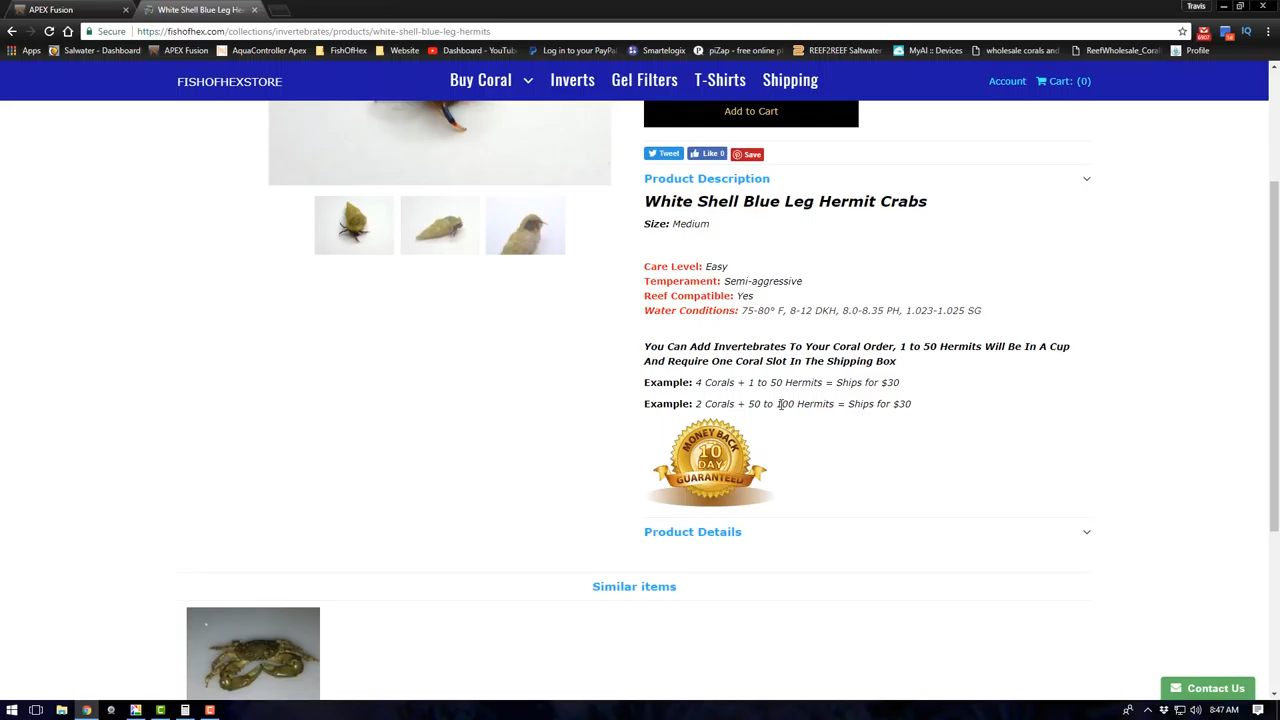 APEX Fusion
White Shell Blue Leg He
Travis
Secure
https://fishofhex.com/collections/invertebrates/products/white-shell-blue-leg-hermits
Apps
Salwater - Dashboard
APEX Fusion
AquaController APEX
FishOfHex
Website
Dashboard - YouTu
Log in to your PayPal
Smartelogix
piZap - free online p
REEF2REEF Saltwater
MyAI :: Devices
wholesale corals and
ReefWholesale_Coral
Profile
FISHOFHEXSTORE
Buy Coral
Inverts
Gel Filters
T-Shirts
Shipping
Account
Cart: (0)
Add to Cart
Tweet
Like 0
Save
Product Description
White Shell Blue Leg Hermit Crabs
Size: Medium
Care Level: Easy
Temperament: Semi-aggressive
Reef Compatible: Yes
Water Conditions: 75-80° F, 8-12 DKH, 8.0-8.35 PH, 1.023-1.025 SG
You Can Add Invertebrates To Your Coral Order, 1 to 50 Hermits Will Be In A Cup
And Require One Coral Slot In The Shipping Box
Example: 4 Corals + 1 to 50 Hermits = Ships for $30
Example: 2 Corals + 50 to 100 Hermits = Ships for $30
MONEY BACK
10
DAY
GUARANTEED
Product Details
Similar items
Contact Us
8:47 AM